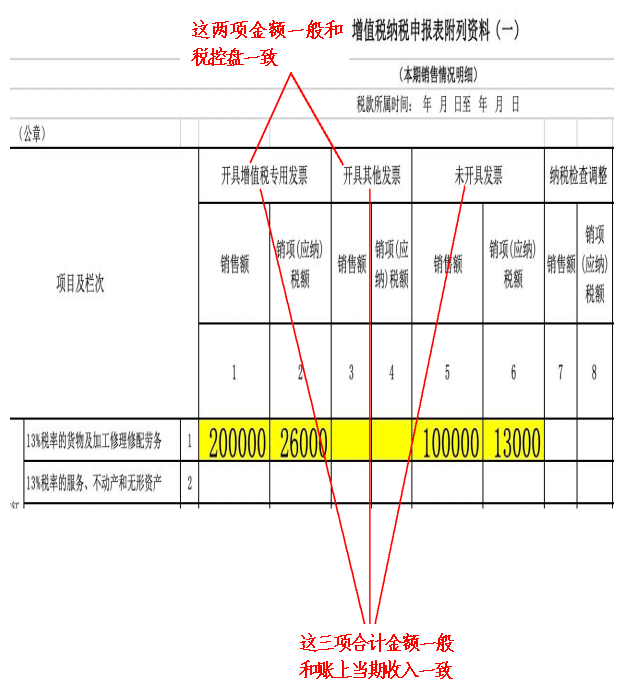 这两项金额一般和
税控盘一致
增值税纳税申报表附列资料（一）
（本期销售情况明细）
税款所属时间： 年 月 日至 年 月 日
（公章）
项目及栏次
开具增值税专用发票 开具其他发票 未开具发票 纳税检查调整
销售额 销项(应纳)税额 销售额 销项(应纳)税额 销售额 销项(应纳)税额 销售额 销项(应纳)税额
1 2 3 4 5 6 7 8
13%税率的货物及加工修理修配劳务 1 200000 26000 100000 13000
13%税率的服务、不动产和无形资产 2
这三项合计金额一般
和账上当期收入一致